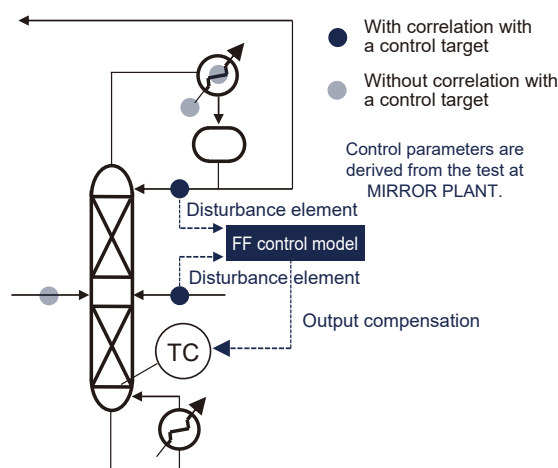 With correlation with
a control target
Without correlation with
a control target
Control parameters are
derived from the test at
MIRROR PLANT.
Disturbance element
FF control model
Disturbance element
Output compensation
TC